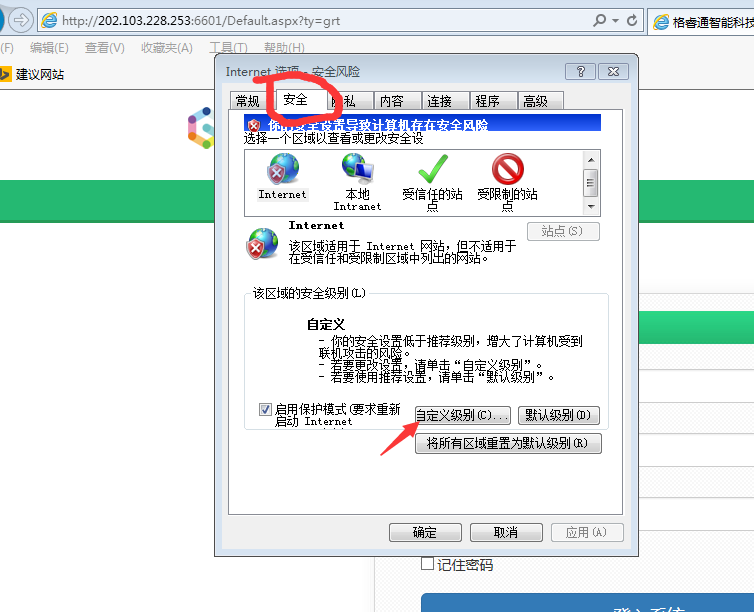 http://202.103.228.253:6601/Default.aspx?ty=grt
格睿通智能科技
(F) 编辑(E) 查看(V) 收藏夹(A) 工具(T) 帮助(H)
建议网站
Internet 选项 - 安全风险
常规 安全 隐私 内容 连接 程序 高级
你的安全设置导致计算机存在安全风险
选择一个区域以查看或更改安全设
Internet
本地
Intranet
受信任的站
点
受限制的站
点
Internet
站点(S)
该区域适用于 Internet 网站，但不适用于
在受信任和受限制区域中列出的网站。
该区域的安全级别(L)
自定义
- 你的安全设置低于推荐级别，增大了计算机受到
联机攻击的风险。
- 若要更改设置，请单击“自定义级别”。
- 若要使用推荐设置，请单击“默认级别”。
启用保护模式(要求重新
启动 Internet
自定义级别(C)...
默认级别(D)
将所有区域重置为默认级别(R)
确定 取消 应用(A)
记住密码
登入系统